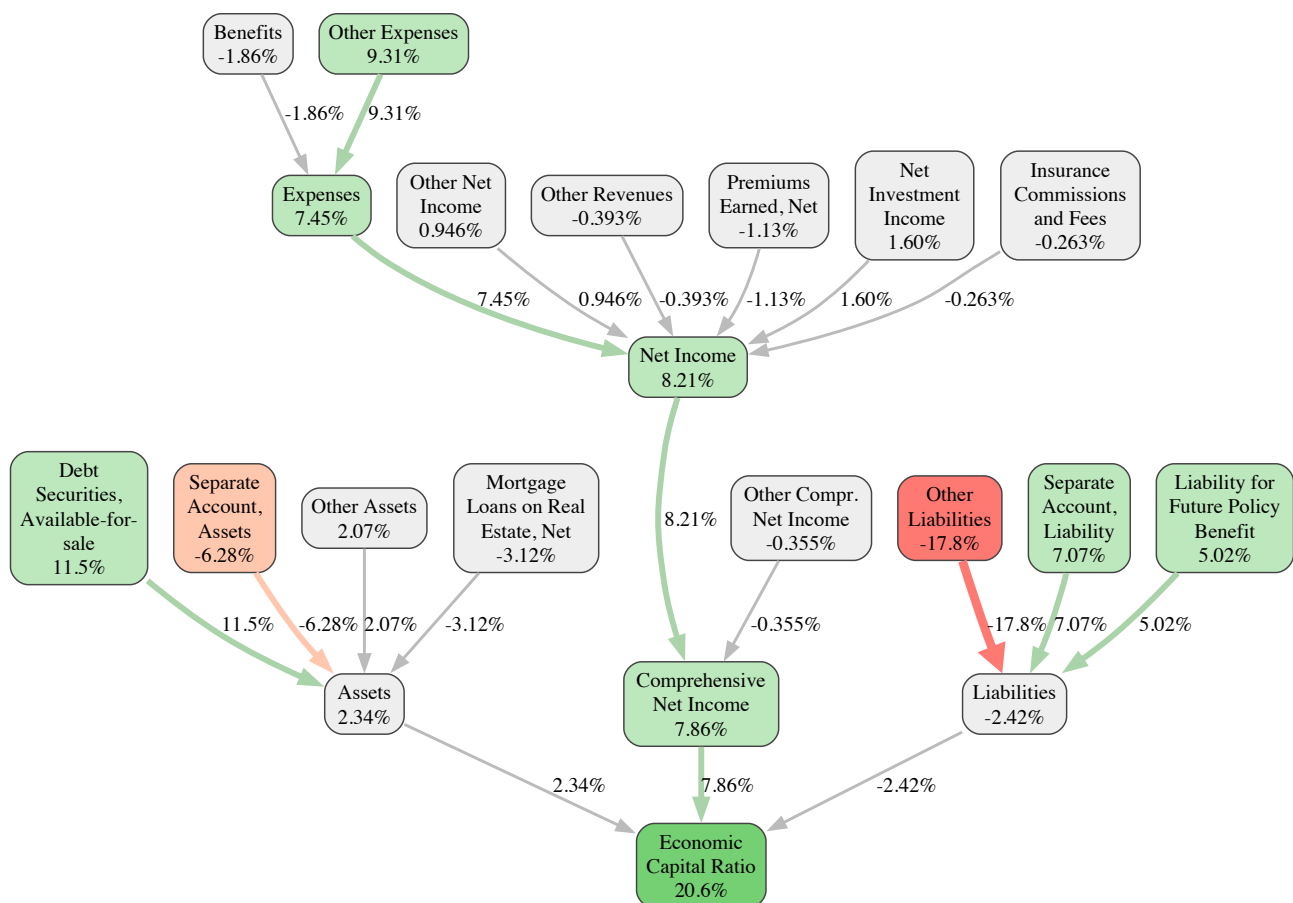 Benefits
-1.86%
Other Expenses
9.31%
-1.86%
9.31%
Expenses
7.45%
Other Net
Income
0.946%
Other Revenues
-0.393%
Premiums
Earned, Net
-1.13%
Net
Investment
Income
1.60%
Insurance
Commissions
and Fees
-0.263%
7.45%
0.946%
-0.393%
-1.13%
1.60%
-0.263%
Net Income
8.21%
Debt
Securities,
Available-for-
sale
11.5%
Separate
Account,
Assets
-6.28%
Other Assets
2.07%
Mortgage
Loans on Real
Estate, Net
-3.12%
8.21%
Other Compr.
Net Income
-0.355%
Other
Liabilities
-17.8%
Separate
Account,
Liability
7.07%
Liability for
Future Policy
Benefit
5.02%
11.5%
-6.28%
2.07%
-3.12%
-0.355%
-17.8%
7.07%
5.02%
Assets
2.34%
Comprehensive
Net Income
7.86%
Liabilities
-2.42%
2.34%
7.86%
-2.42%
Economic
Capital Ratio
20.6%